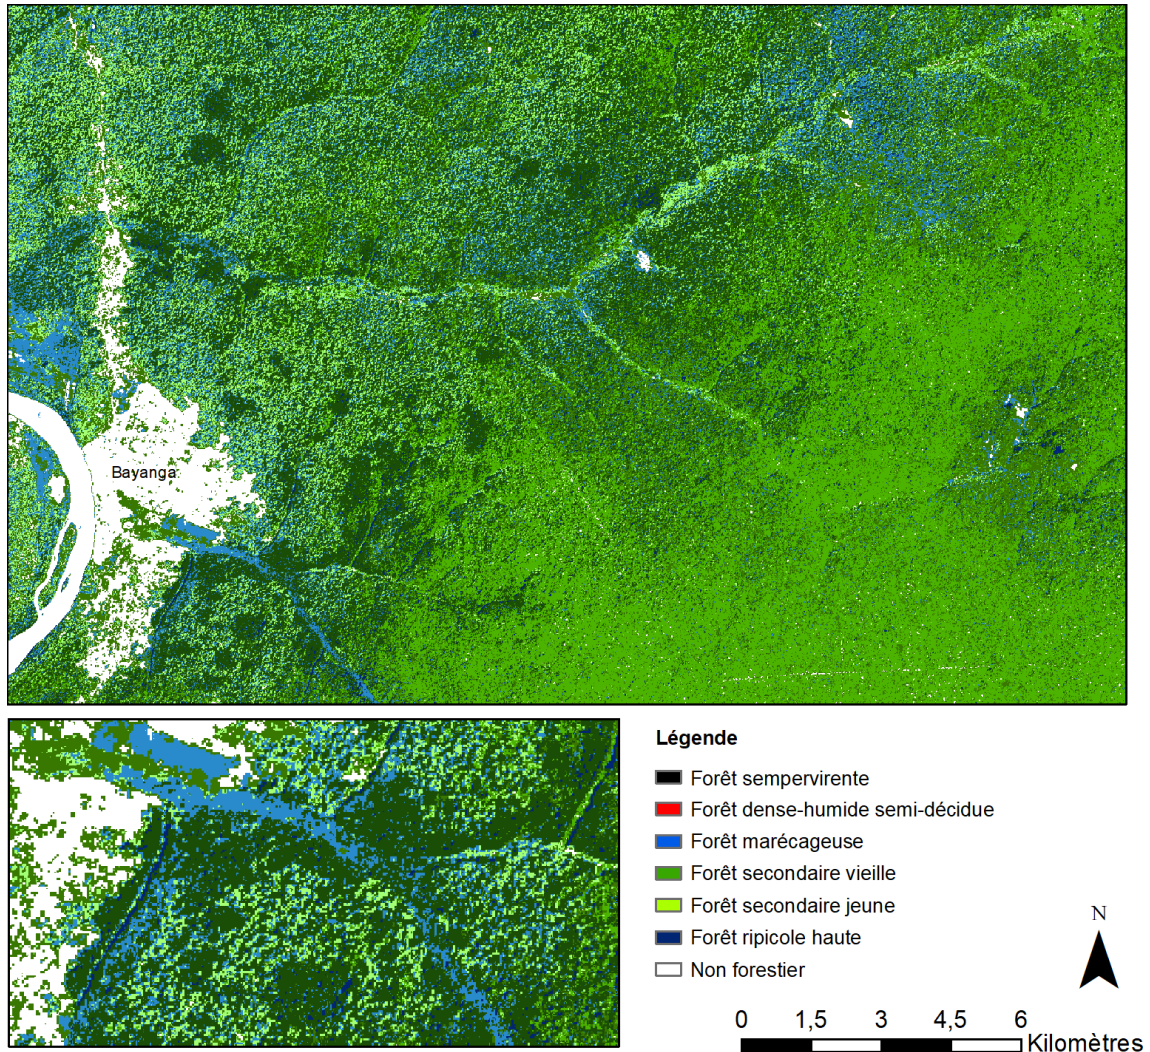 Bayanga
Légende
Forêt sempervirente
Forêt dense-humide semi-décidue
Forêt marécageuse
Forêt secondaire vieille
Forêt secondaire jeune
Forêt ripicole haute
Non forestier
N
0 1,5 3 4,5 6
Kilomètres